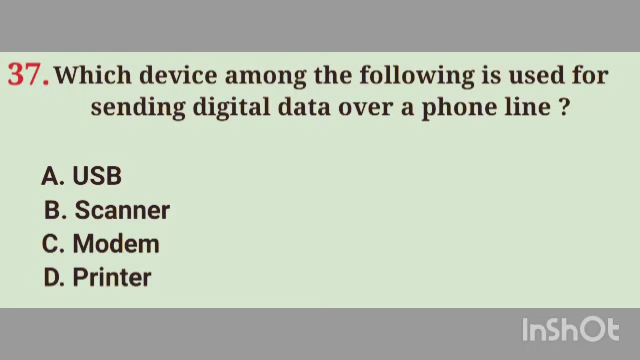 37. Which device among the following is used for
sending digital data over a phone line ?
A. USB
B. Scanner
C. Modem
D. Printer
InShOt